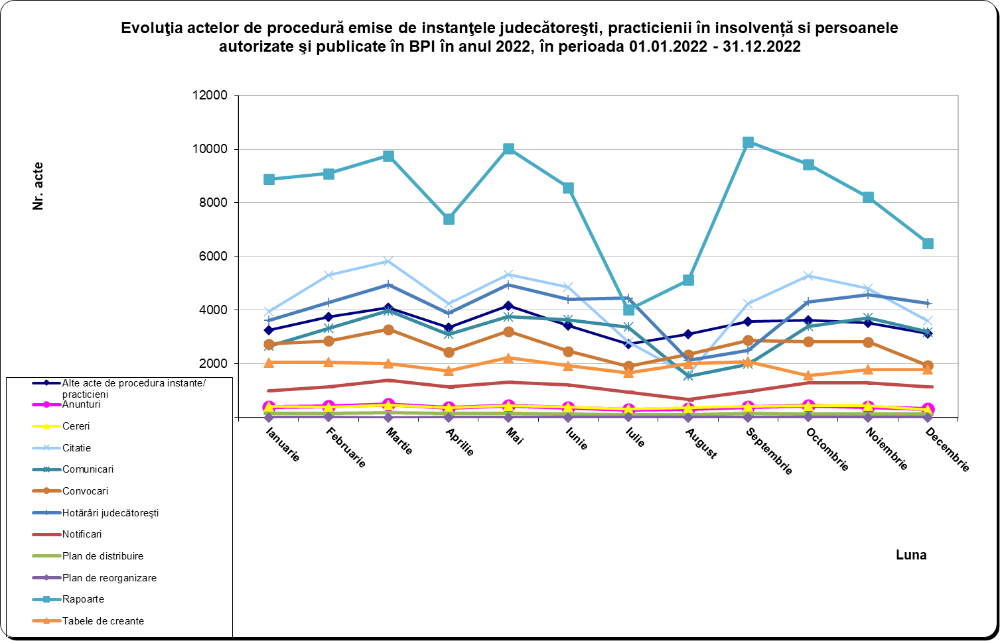 Evoluţia actelor de procedură emise de instanţele judecătoreşti, practicienii în insolvență si persoanele
autorizate şi publicate în BPI în anul 2022, în perioada 01.01.2022 - 31.12.2022
Nr. acte
12000
10000
8000
6000
4000
2000
Ianuarie
Februarie
Martie
Aprilie
Mai
Iunie
Iulie
August
Septembrie
Octombrie
Noiembrie
Decembrie
Luna
Alte acte de procedura instante/
practicieni
Anunturi
Cereri
Citatie
Comunicari
Convocari
Hotărâri judecătoreşti
Notificari
Plan de distribuire
Plan de reorganizare
Rapoarte
Tabele de creante